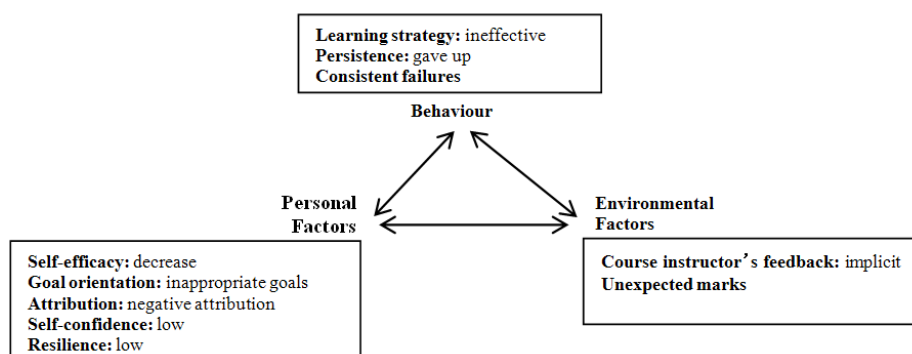 Learning strategy: ineffective
Persistence: gave up
Consistent failures
Behaviour
Personal
Factors
Environmental
Factors
Self-efficacy: decrease
Goal orientation: inappropriate goals
Attribution: negative attribution
Self-confidence: low
Resilience: low
Course instructor’s feedback: implicit
Unexpected marks